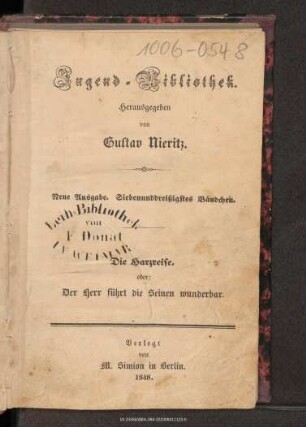 1006-0548
Jugend-Bibliothek.
Herausgegeben
von
Gustav Nieritz.
Neue Ausgabe. Siebenunddreißigstes Bändchen.
Leih-Bibliothek
von
F. Donat
WEIMAR
Die Harzreise.
oder:
Der Herr führt die Seinen wunderbar.
Verlegt
von
M. Simion in Berlin.
1848.